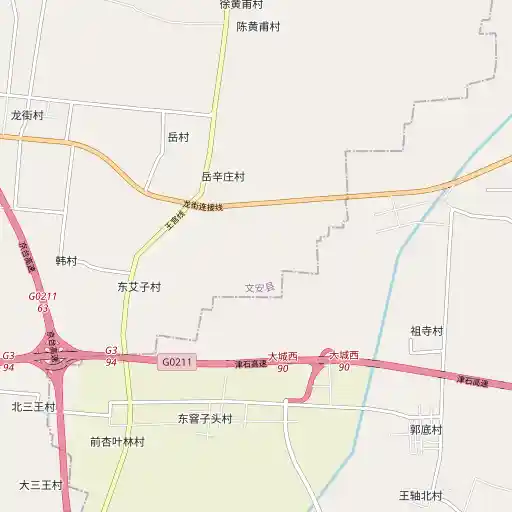 徐黄甫村
陈黄甫村
龙街村
岳村
岳辛庄村
龙街连接线
王官线
京台高速
韩村
东艾子村
文安县
G0211
63
祖寺村
G3
94
京台高速
G3
94
G0211
津石高速
大城西
90
大城西
90
津石高速
北三王村
东窨子头村
前杏叶林村
郭底村
大三王村
王轴北村